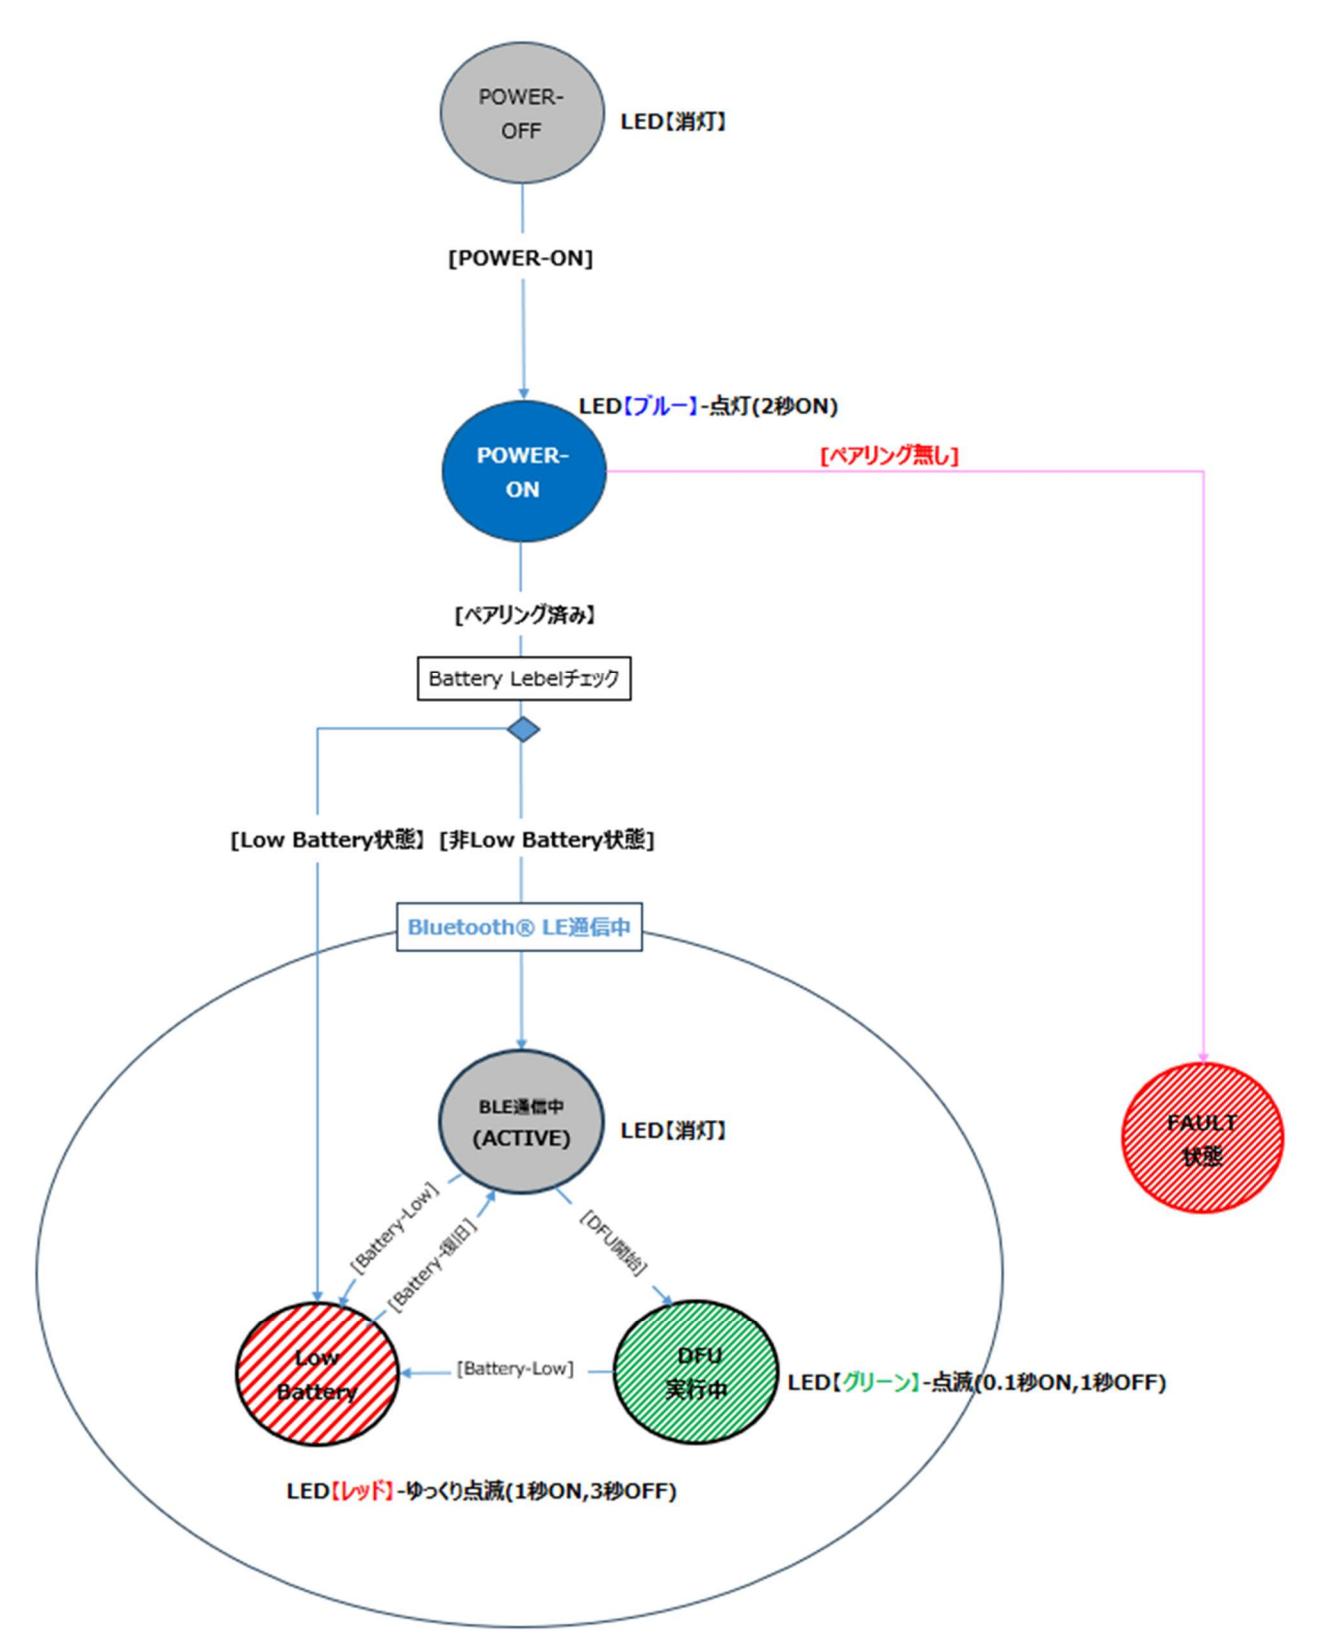 POWER-
OFF
LED【消灯】
[POWER-ON]
LED【ブルー】-点灯(2秒ON)
POWER-
ON
[ペアリング無し]
[ペアリング済み】
Battery Lebelチェック
[Low Battery状態】 [非Low Battery状態]
Bluetooth® LE通信中
BLE通信中
(ACTIVE)
LED【消灯】
FAULT
状態
[Battery-Low]
[Battery-復旧]
[DFU開始]
Low
Battery
[Battery-Low]
DFU
実行中
LED【グリーン】-点滅(0.1秒ON,1秒OFF)
LED【レッド】-ゆっくり点滅(1秒ON,3秒OFF)